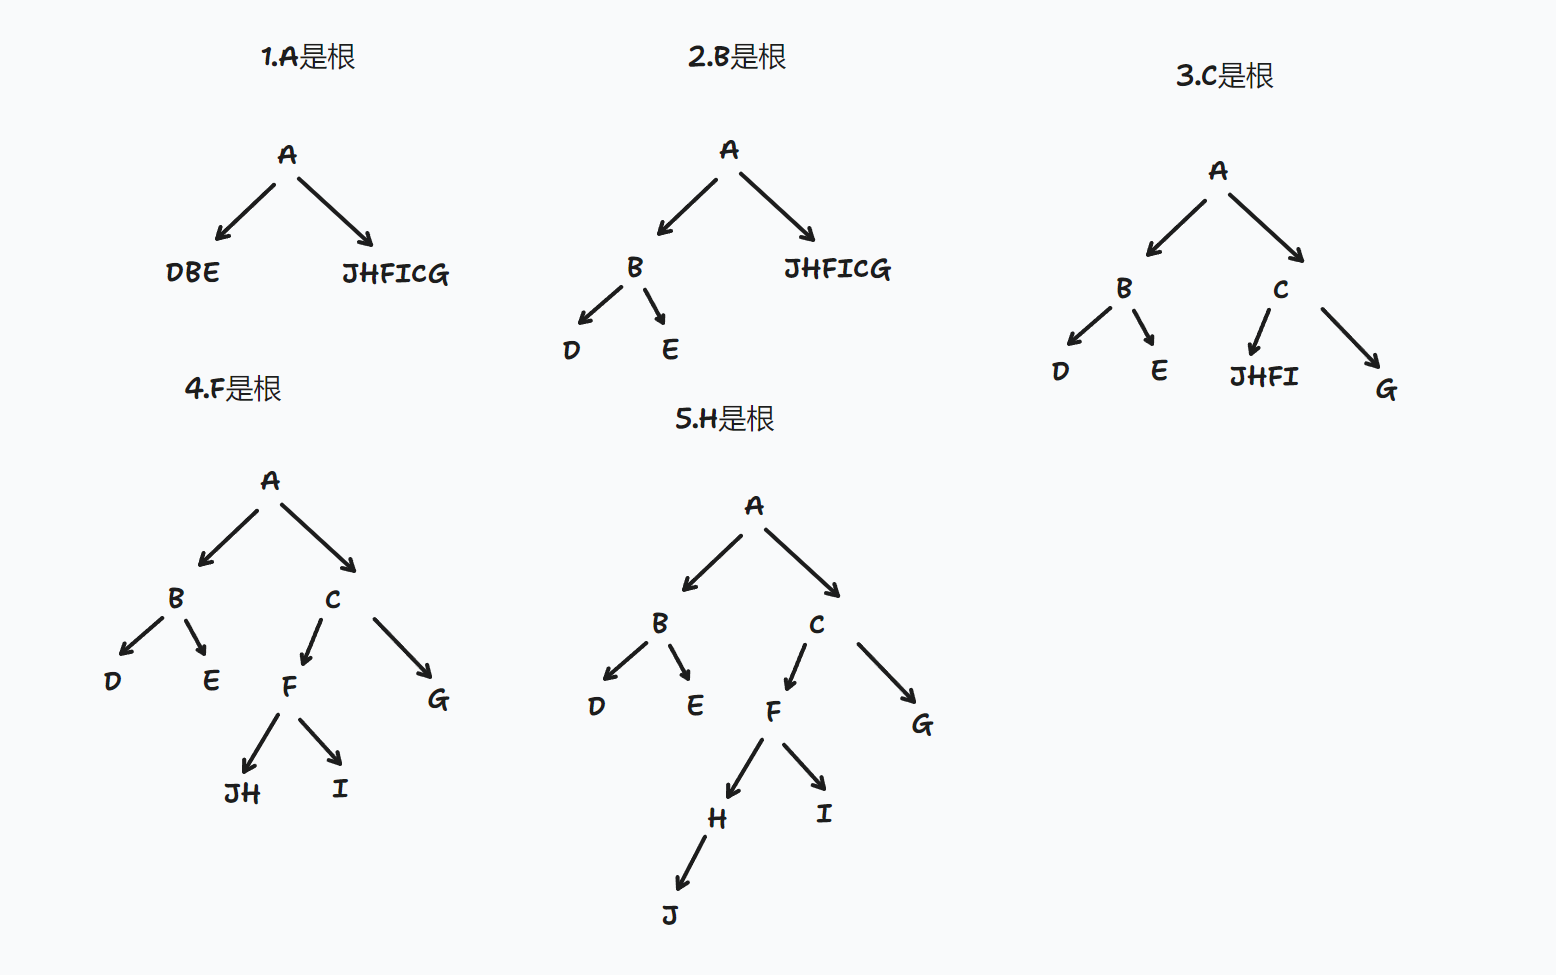 1.A是根
A
DBE JHFICG
2.B是根
A
B JHFICG
D E
3.C是根
A
B C
D E JHFI G
4.F是根
A
B C
D E F G
JH I
5.H是根
A
B C
D E F G
H I
J